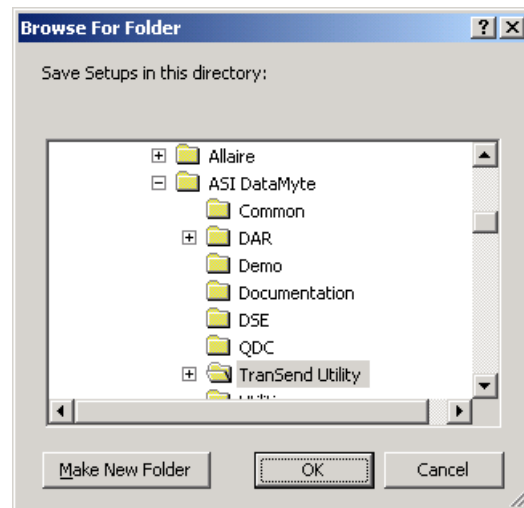 Browse For Folder
Save Setups in this directory:
Allaire
ASI DataMyte
Common
DAR
Demo
Documentation
DSE
QDC
TranSend Utility
Make New Folder
OK
Cancel